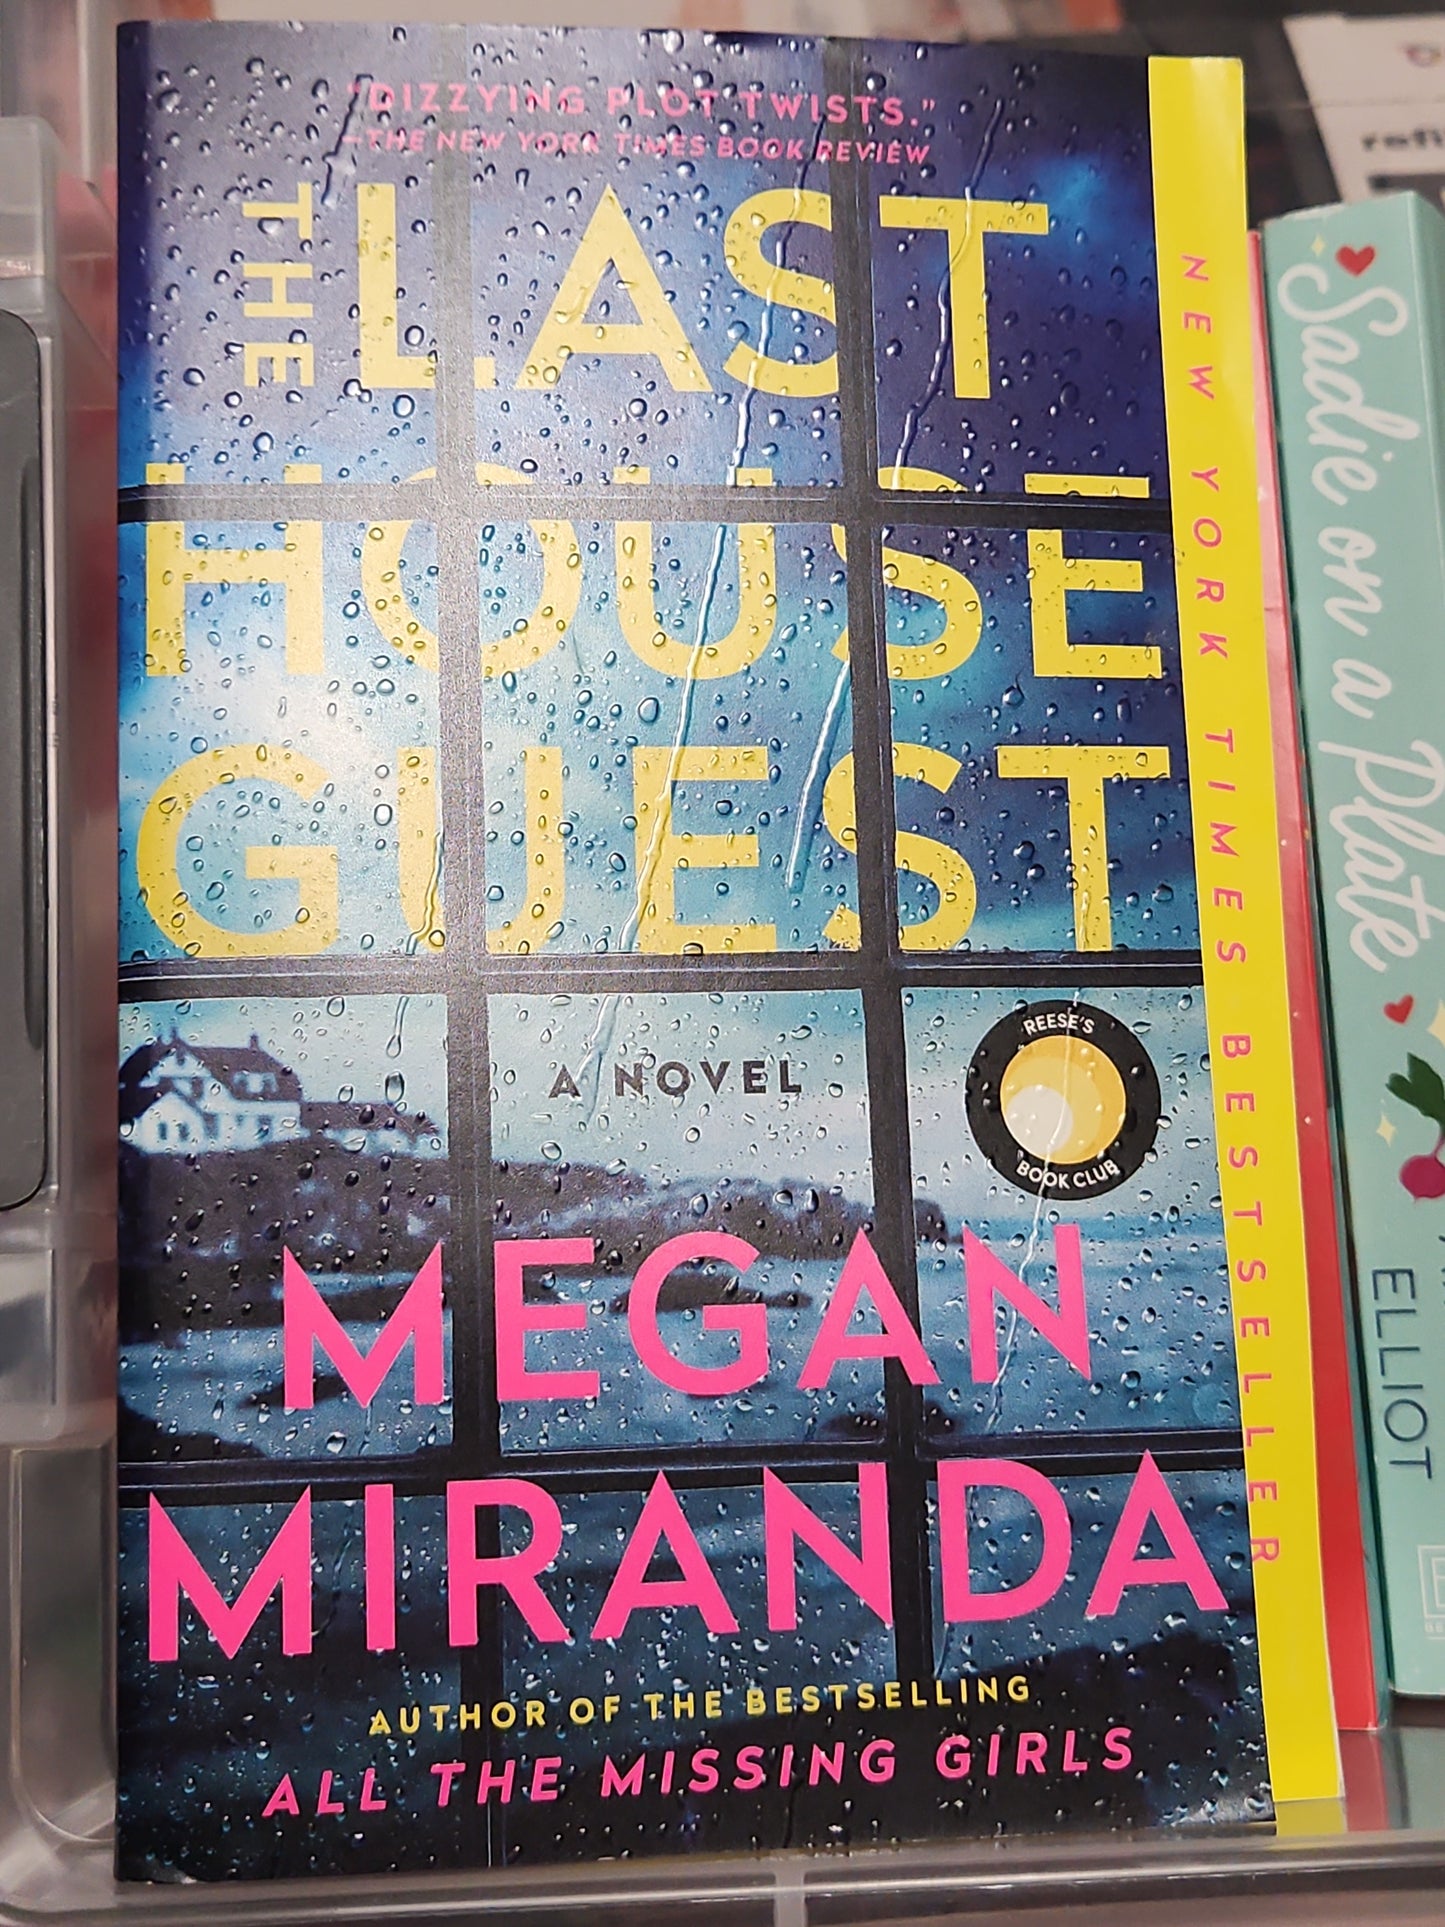 "DIZZYING PLOT TWISTS."
—THE NEW YORK TIMES BOOK REVIEW
THE LAST
HOUSE
GUEST
A NOVEL
REESE'S
BOOK CLUB
MEGAN
MIRANDA
AUTHOR OF THE BESTSELLING
ALL THE MISSING GIRLS
NEW YORK TIMES BESTSELLER
Sadie on a Plate
ELLIOT